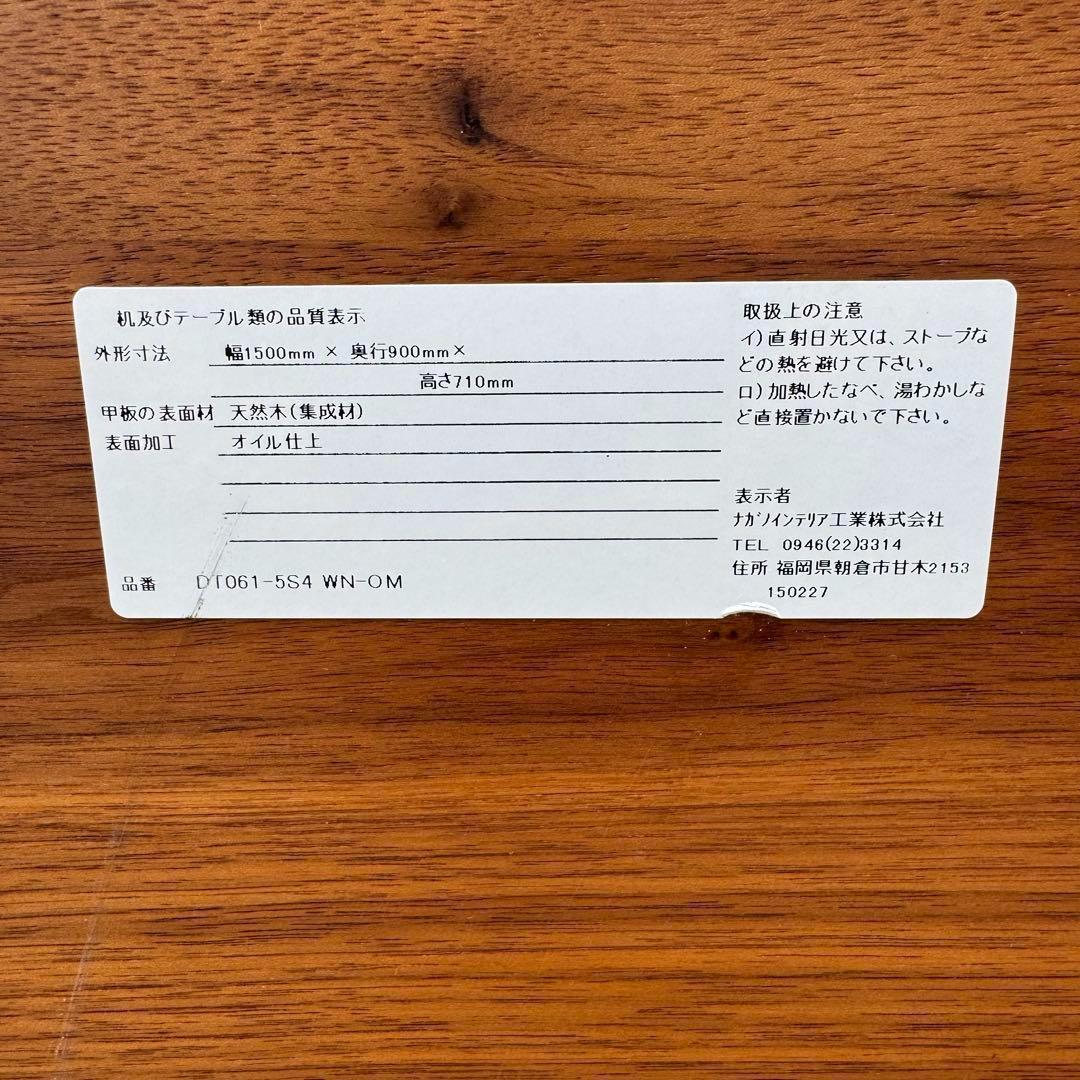 机及びテーブル類の品質表示
外形寸法 幅1500mm × 奥行900mm×
高さ710mm
甲板の表面材 天然木(集成材)
表面加工 オイル仕上
品番 DT061-5S4 WN-OM
取扱上の注意
イ)直射日光又は、ストーブな
どの熱を避けて下さい。
ロ)加熱したなべ、湯わかしな
ど直接置かないで下さい。
表示者
ナガノインテリア工業株式会社
TEL 0946(22)3314
住所 福岡県朝倉市甘木2153
150227